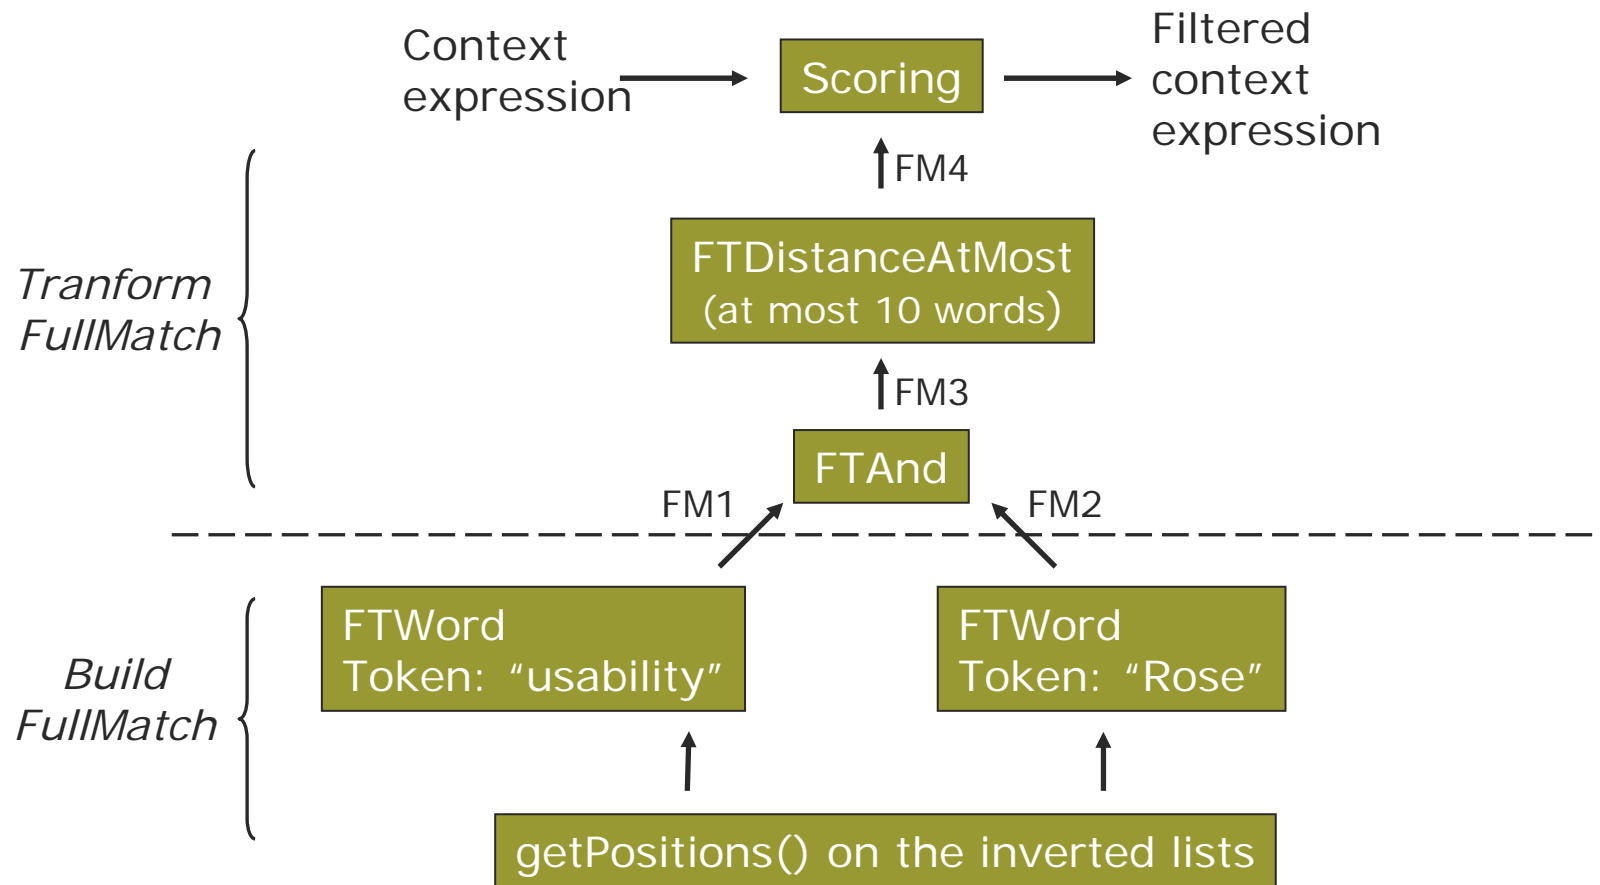 Context
expression
Scoring
Filtered
context
expression
FM4
FTDistanceAtMost
(at most 10 words)
Tranform
FullMatch
FM3
FTAnd
FM1
FM2
FTWord
Token: “usability”
FTWord
Token: “Rose”
Build
FullMatch
getPositions() on the inverted lists